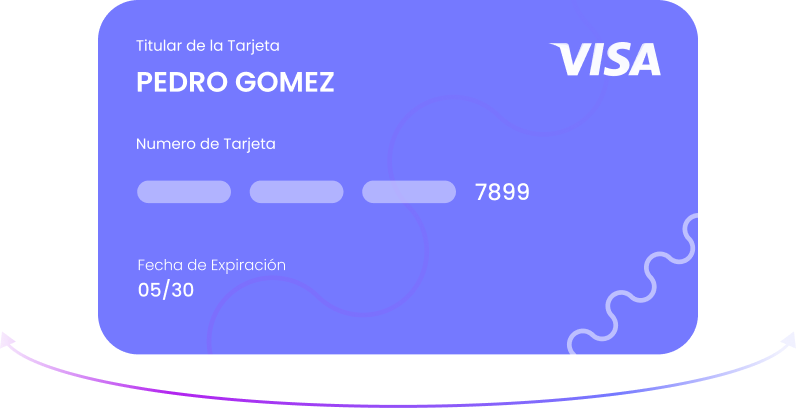 Titular de la Tarjeta
VISA
PEDRO GOMEZ
Numero de Tarjeta
7899
Fecha de Expiración
05/30